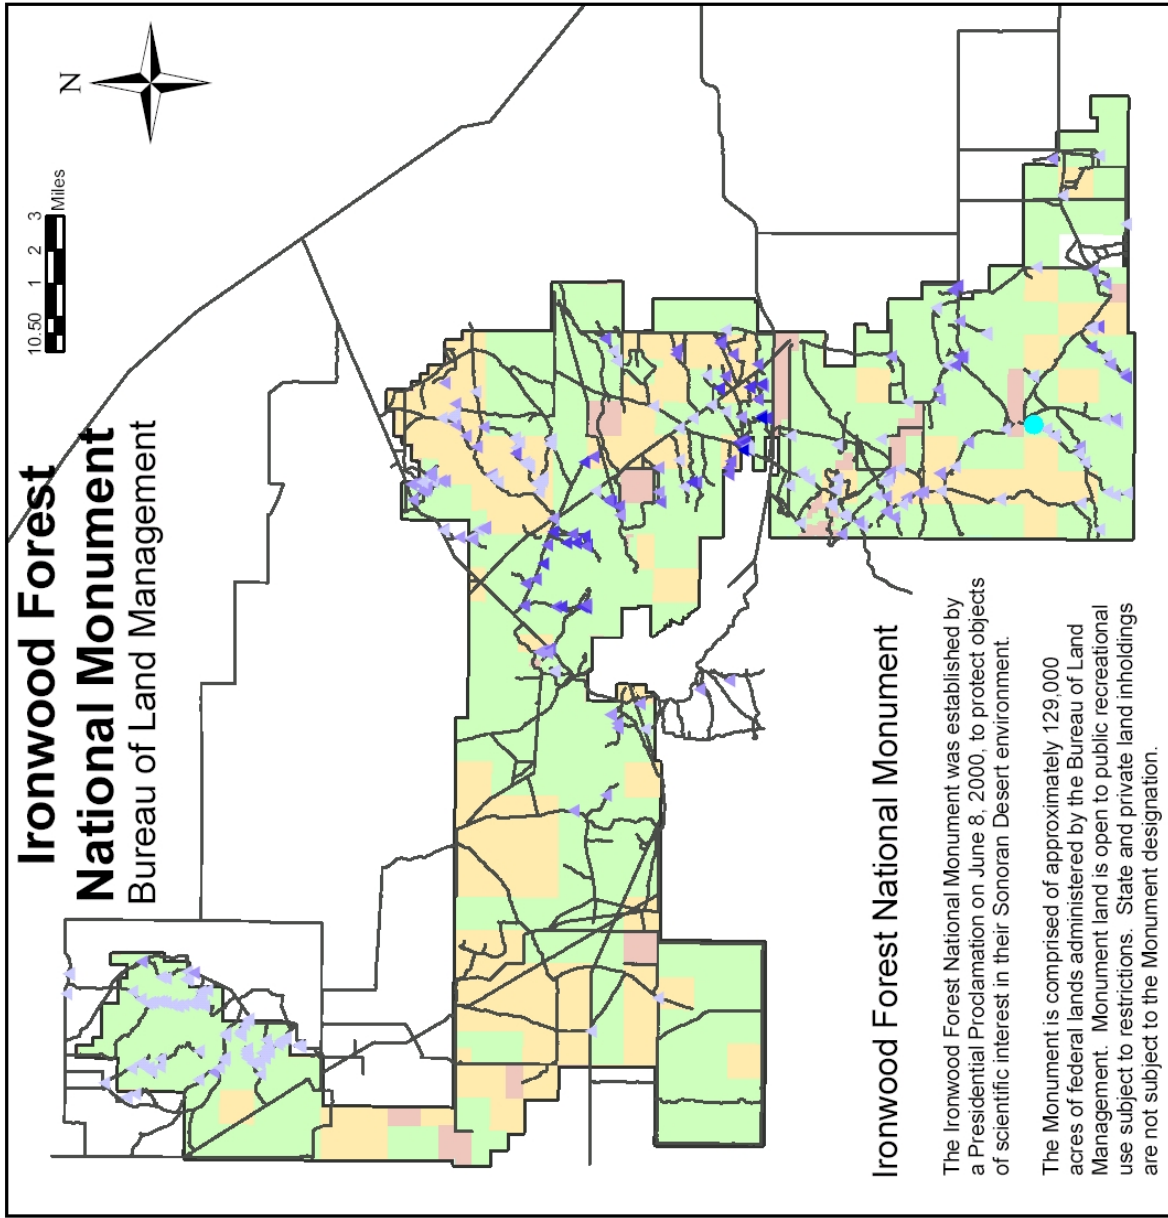 Ironwood Forest
National Monument
Bureau of Land Management
10.50 1 2 3
Miles
N
Ironwood Forest National Monument
The Ironwood Forest National Monument was established by
a Presidential Proclamation on June 8, 2000, to protect objects
of scientific interest in their Sonoran Desert environment.
The Monument is comprised of approximately 129,000
acres of federal lands administered by the Bureau of Land
Management. Monument land is open to public recreational
use subject to restrictions. State and private land inholdings
are not subject to the Monument designation.